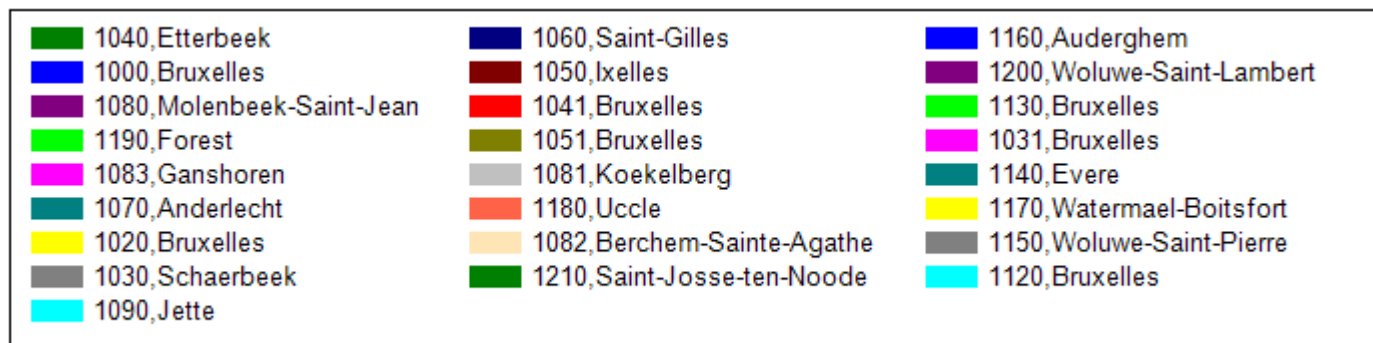 1040,Etterbeek
1000,Bruxelles
1080,Molenbeek-Saint-Jean
1190,Forest
1083,Ganshoren
1070,Anderlecht
1020,Bruxelles
1030,Schaerbeek
1090,Jette
1060,Saint-Gilles
1050,Ixelles
1041,Bruxelles
1051,Bruxelles
1081,Koekelberg
1180,Uccle
1082,Berchem-Sainte-Agathe
1210,Saint-Josse-ten-Noode
1160,Auderghem
1200,Woluwe-Saint-Lambert
1130,Bruxelles
1031,Bruxelles
1140,Evere
1170,Watermael-Boitsfort
1150,Woluwe-Saint-Pierre
1120,Bruxelles